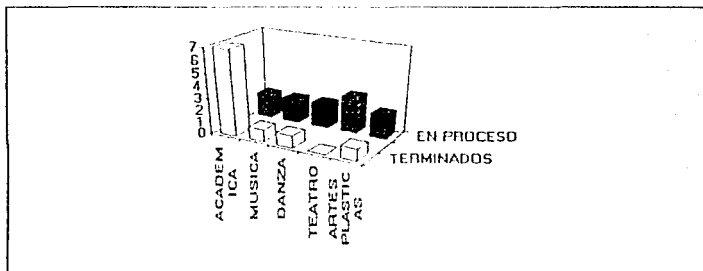 7
6
5
4
3
2
1
0
EN PROCESO
TERMINADOS
ACADEM
ICA
MUSICA
DANZA
TEATRO
ARTES
PLASTIC
AS